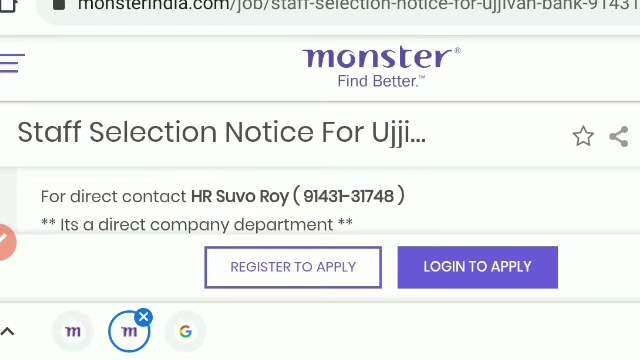 monsterindia.com/job/staff-selection-notice-for-ujjivan-bank-91431
monster®
Find Better.™
Staff Selection Notice For Ujji...
For direct contact HR Suvo Roy ( 91431-31748 )
** Its a direct company department **
REGISTER TO APPLY
LOGIN TO APPLY
m
m
G